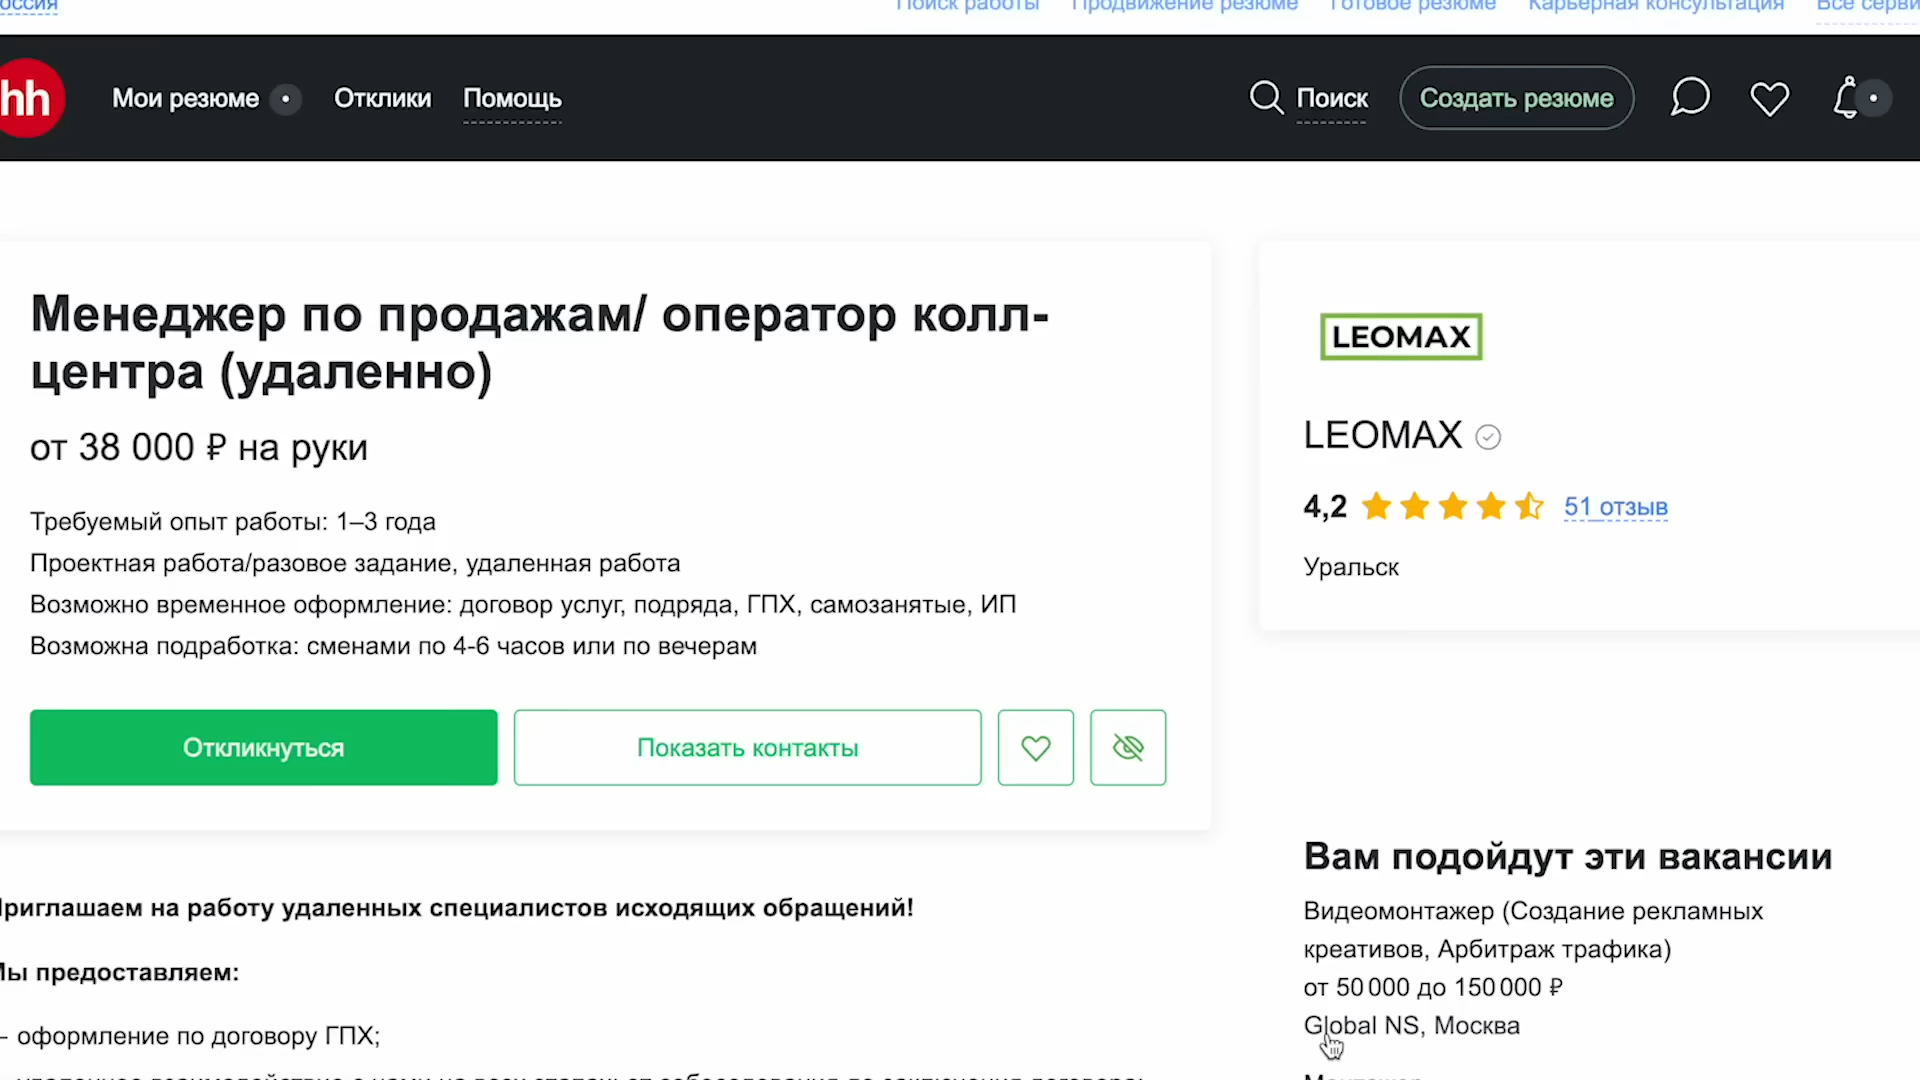 Россия
Поиск работы Продвижение резюме Готовое резюме Карьерная консультация Все
hh Мои резюме Отклики Помощь Поиск Создать резюме
Менеджер по продажам/ оператор колл-
центра (удаленно)
от 38 000 ₽ на руки
Требуемый опыт работы: 1–3 года
Проектная работа/разовое задание, удаленная работа
Возможно временное оформление: договор услуг, подряда, ГПХ, самозанятые, ИП
Возможна подработка: сменами по 4-6 часов или по вечерам
Откликнуться
Показать контакты
Приглашаем на работу удаленных специалистов исходящих обращений!
Мы предоставляем:
- оформление по договору ГПХ;
LEOMAX
LEOMAX
4,2 51 отзыв
Уральск
Вам подойдут эти вакансии
Видеомонтажер (Создание рекламных
креативов, Арбитраж трафика)
от 50 000 до 150 000 ₽
Global NS, Москва